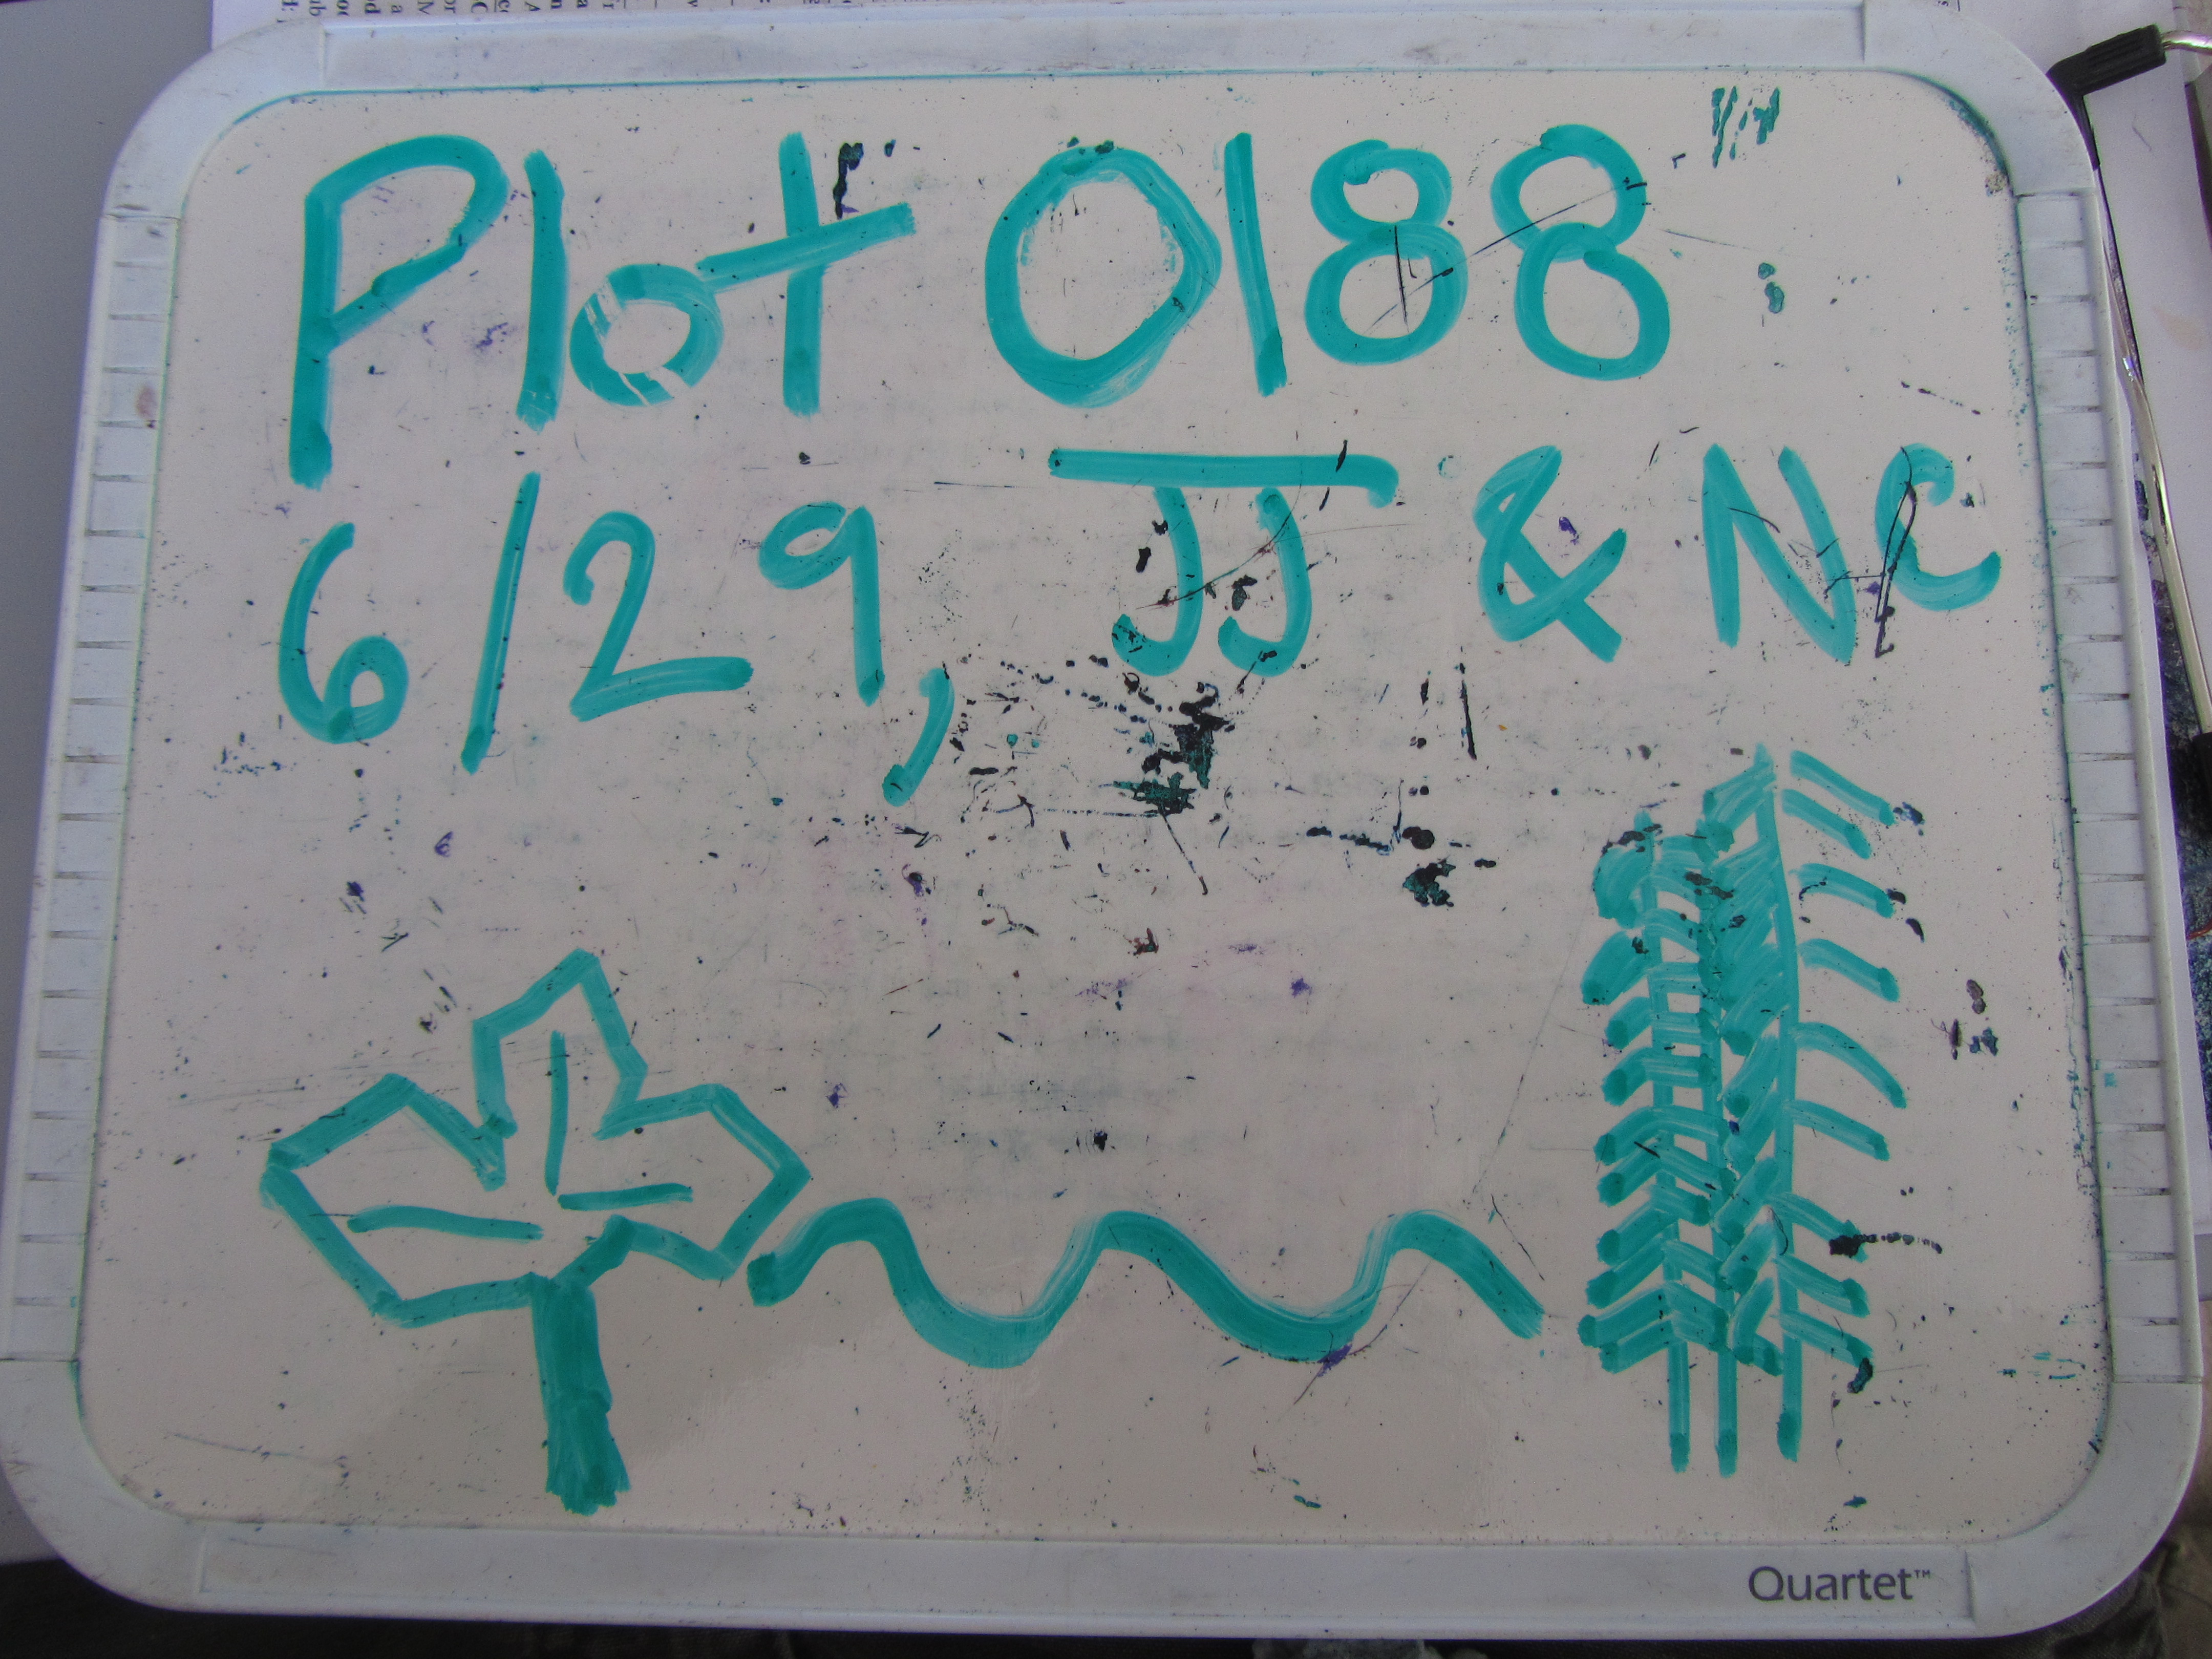 Plot 0188
6/29, JJ & NC
Quartet™